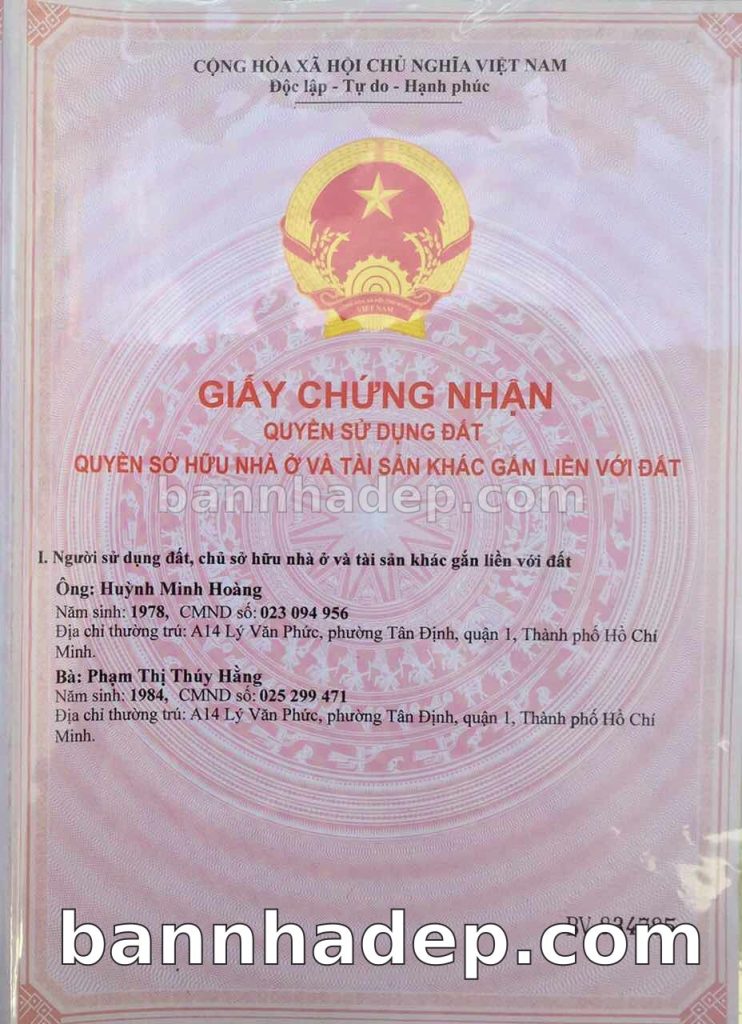 CỘNG HÒA XÃ HỘI CHỦ NGHĨA VIỆT NAM
Độc lập - Tự do - Hạnh phúc
VIỆT NAM
GIẤY CHỨNG NHẬN
QUYỀN SỬ DỤNG ĐẤT
QUYỀN SỞ HỮU NHÀ Ở VÀ TÀI SẢN KHÁC GẮN LIỀN VỚI ĐẤT
bannhadep.com
I. Người sử dụng đất, chủ sở hữu nhà ở và tài sản khác gắn liền với đất
Ông: Huỳnh Minh Hoàng
Năm sinh: 1978, CMND số: 023 094 956
Địa chỉ thường trú: A14 Lý Văn Phức, phường Tân Định, quận 1, Thành phố Hồ Chí
Minh.
Bà: Phạm Thị Thúy Hằng
Năm sinh: 1984, CMND số: 025 299 471
Địa chỉ thường trú: A14 Lý Văn Phức, phường Tân Định, quận 1, Thành phố Hồ Chí
Minh.
bannhadep.com